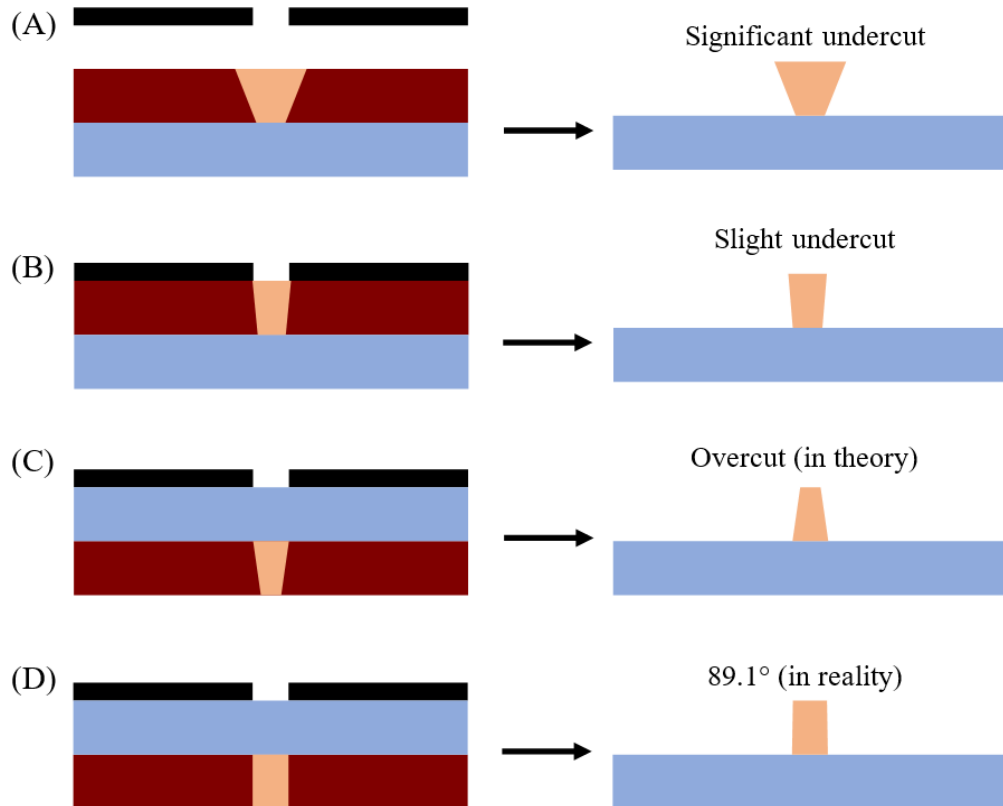 (A)
Significant undercut
(B)
Slight undercut
(C)
Overcut (in theory)
(D)
89.1° (in reality)